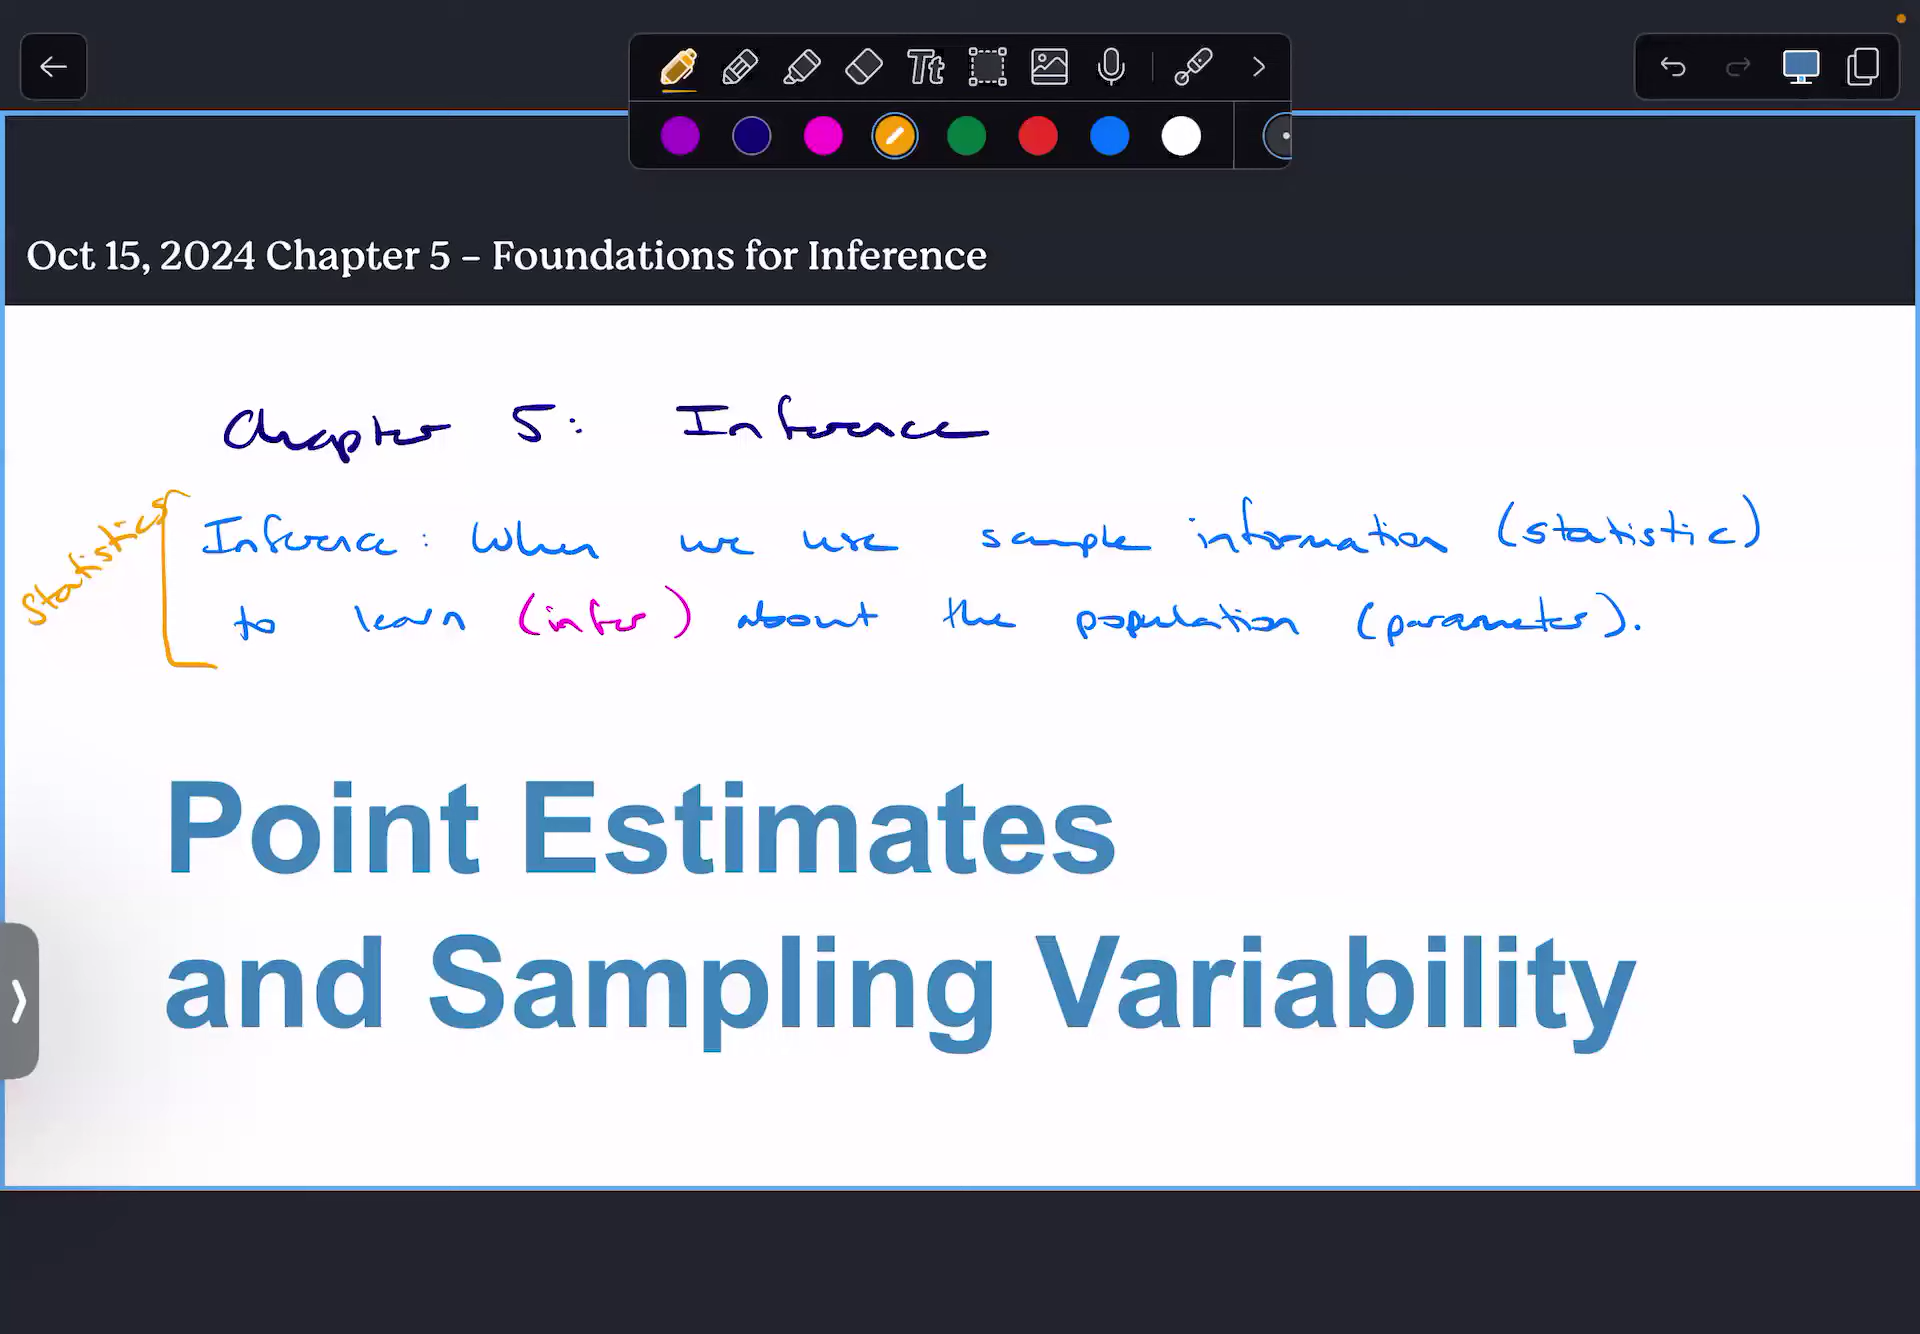 Tt
Oct 15, 2024 Chapter 5 – Foundations for Inference
Chapter 5: Inference
Statistics
Inference: When we use sample information (statistic)
to learn (infer) about the population (parameter).
Point Estimates
and Sampling Variability